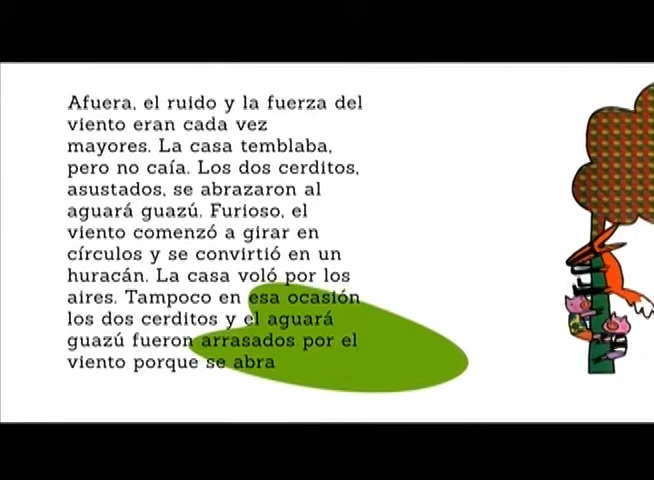 Afuera, el ruido y la fuerza del
viento eran cada vez
mayores. La casa temblaba,
pero no caía. Los dos cerditos,
asustados, se abrazaron al
aguará guazú. Furioso, el
viento comenzó a girar en
círculos y se convirtió en un
huracán. La casa voló por los
aires. Tampoco en esa ocasión
los dos cerditos y el aguará
guazú fueron arrasados por el
viento porque se abra